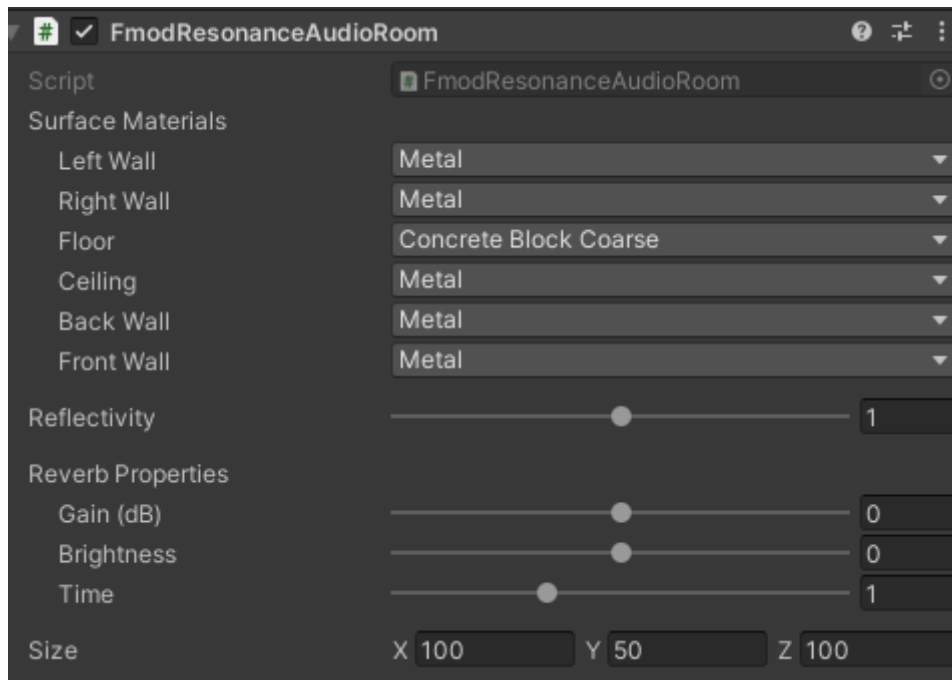 # FmodResonanceAudioRoom
Script # FmodResonanceAudioRoom
Surface Materials
Left Wall Metal
Right Wall Metal
Floor Concrete Block Coarse
Ceiling Metal
Back Wall Metal
Front Wall Metal
Reflectivity 1
Reverb Properties
Gain (dB) 0
Brightness 0
Time 1
Size X 100 Y 50 Z 100